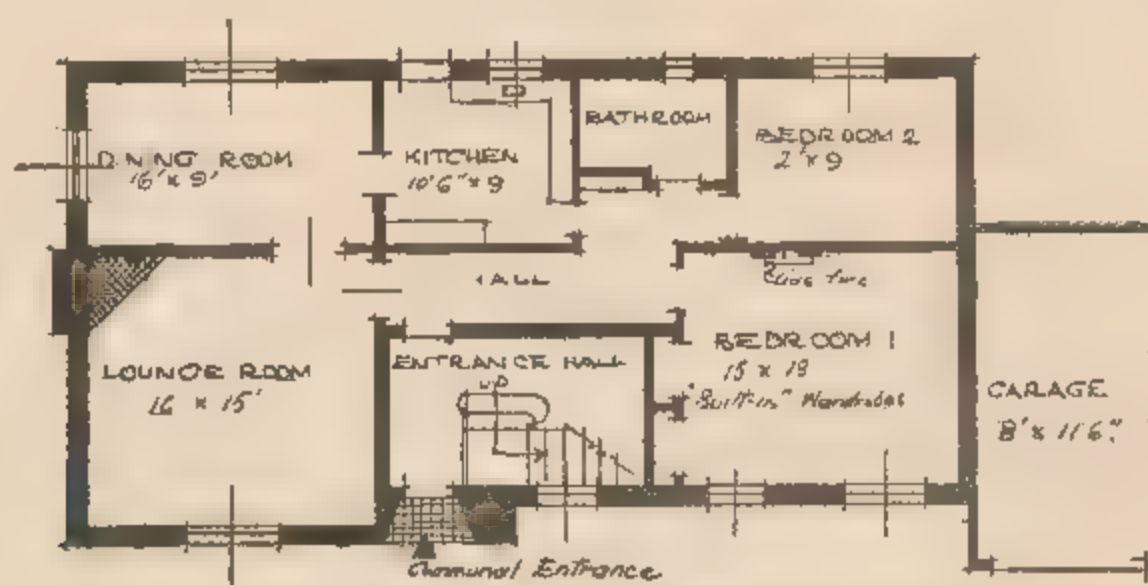 DINING ROOM
16' x 9'
KITCHEN
10'6" x 9
BATHROOM
BEDROOM 2
2' x 9
HALL
LOUNGE ROOM
16 x 15'
ENTRANCE HALL
UP
BEDROOM 1
15 x 13
"Built-in" Wardrobes
GARAGE
8' x 11'6"
Communal Entrance